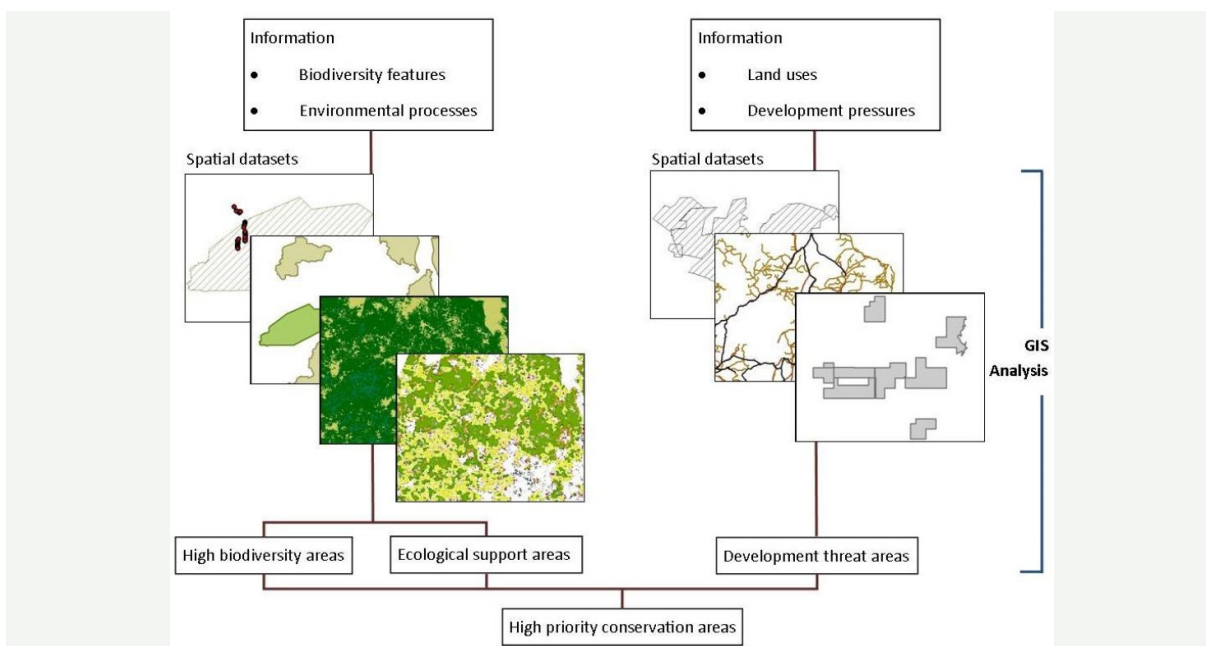 Information
• Biodiversity features
• Environmental processes
Information
• Land uses
• Development pressures
Spatial datasets
Spatial datasets
GIS
Analysis
High biodiversity areas
Ecological support areas
Development threat areas
High priority conservation areas